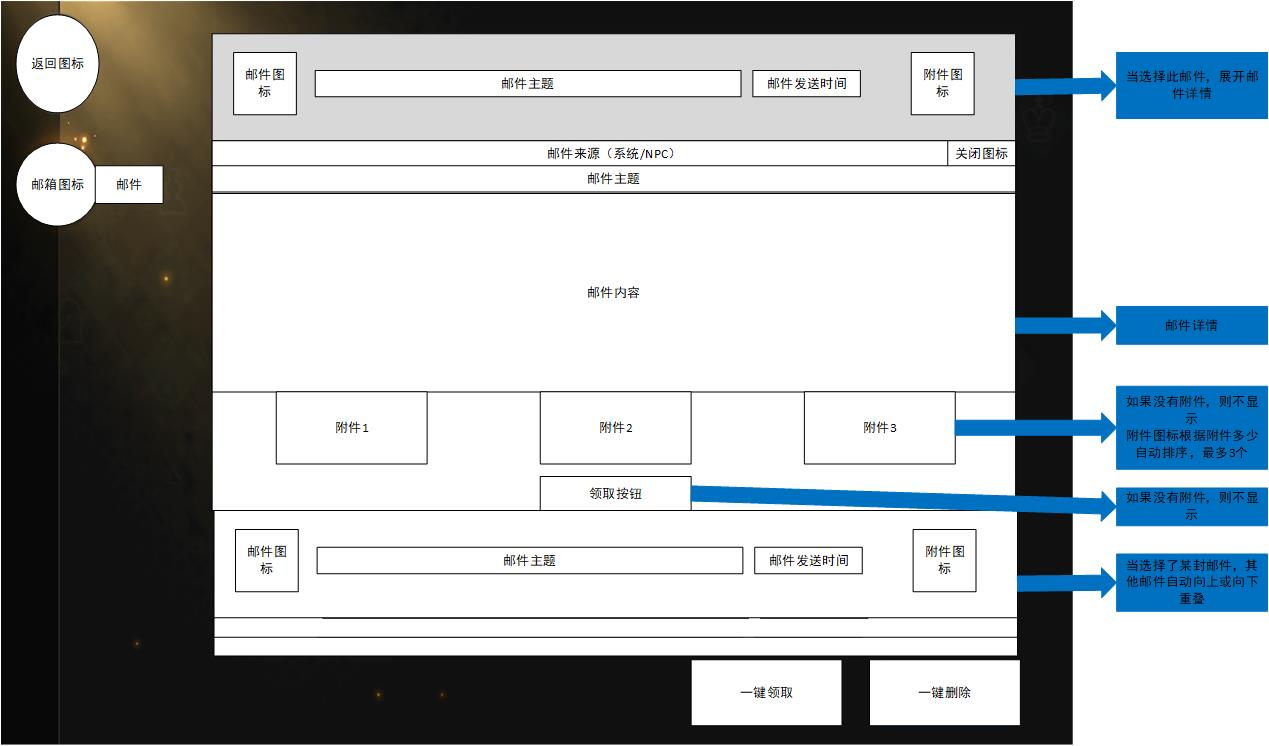 返回图标
邮箱图标
邮件
邮件图
标
邮件主题
邮件发送时间
附件图
标
邮件来源（系统/NPC）
关闭图标
邮件主题
邮件内容
附件1
附件2
附件3
领取按钮
邮件图
标
邮件主题
邮件发送时间
附件图
标
一键领取
一键删除
当选择此邮件，展开邮
件详情
邮件详情
如果没有附件，则不显
示
附件图标根据附件多少
自动排序，最多3个
如果没有附件，则不显
示
当选择了某封邮件，其
他邮件自动向上或向下
重叠